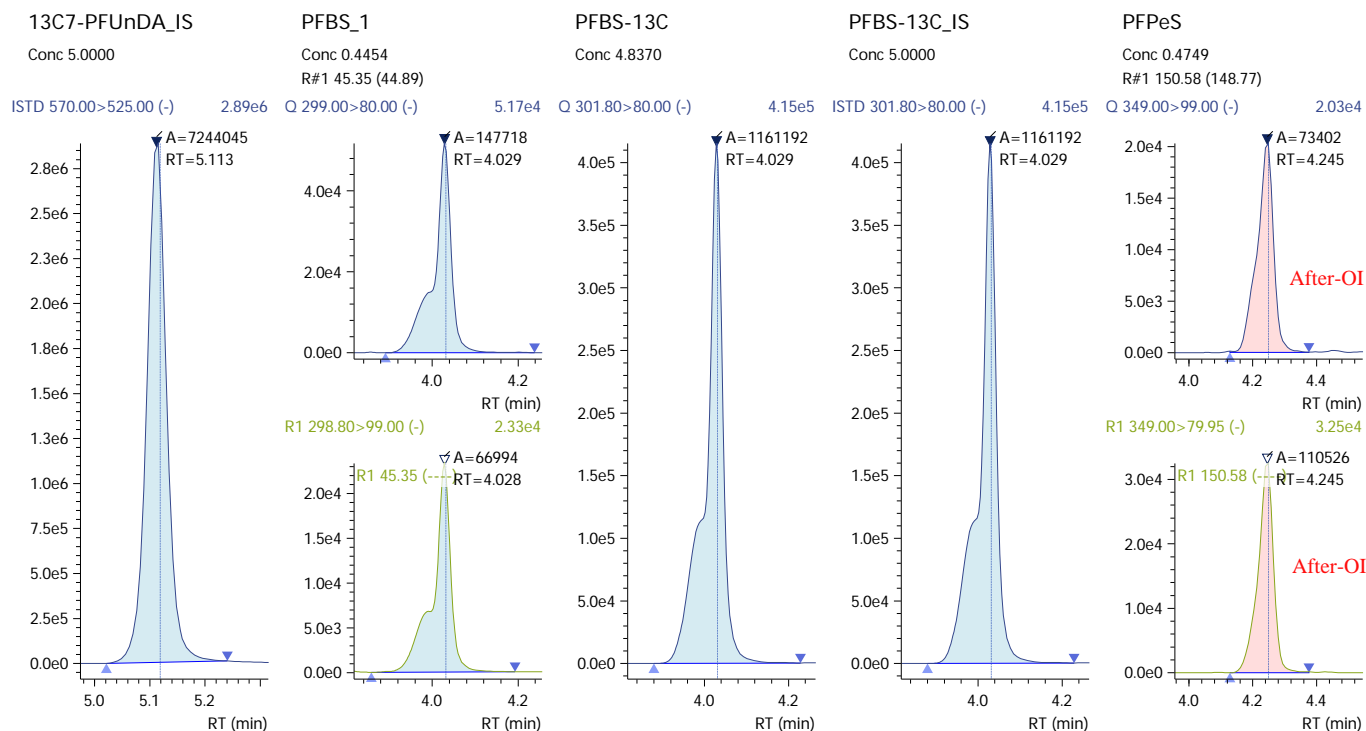 13C7-PFUnDA_IS
Conc 5.0000
ISTD 570.00>525.00 (-) 2.89e6
A=7244045
RT=5.113
2.8e6
2.5e6
2.3e6
2.0e6
1.8e6
1.5e6
1.3e6
1.0e6
7.5e5
5.0e5
2.5e5
0.0e0
5.0 5.1 5.2
RT (min)
PFBS_1
Conc 0.4454
R#1 45.35 (44.89)
Q 299.00>80.00 (-) 5.17e4
A=147718
RT=4.029
4.0e4
2.0e4
0.0e0
4.0 4.2
RT (min)
R1 298.80>99.00 (-) 2.33e4
A=66994
R1 45.35 (----) RT=4.028
2.0e4
1.5e4
1.0e4
5.0e3
0.0e0
4.0 4.2
RT (min)
PFBS-13C
Conc 4.8370
Q 301.80>80.00 (-) 4.15e5
A=1161192
RT=4.029
4.0e5
3.5e5
3.0e5
2.5e5
2.0e5
1.5e5
1.0e5
5.0e4
0.0e0
4.0 4.2
RT (min)
PFBS-13C_IS
Conc 5.0000
ISTD 301.80>80.00 (-) 4.15e5
A=1161192
RT=4.029
4.0e5
3.5e5
3.0e5
2.5e5
2.0e5
1.5e5
1.0e5
5.0e4
0.0e0
4.0 4.2
RT (min)
PFPeS
Conc 0.4749
R#1 150.58 (148.77)
Q 349.00>99.00 (-) 2.03e4
A=73402
RT=4.245
2.0e4
1.5e4
1.0e4
After-OI
5.0e3
0.0e0
4.0 4.2 4.4
RT (min)
R1 349.00>79.95 (-) 3.25e4
A=110526
R1 150.58 (----) RT=4.245
3.0e4
2.0e4
After-OI
1.0e4
0.0e0
4.0 4.2 4.4
RT (min)